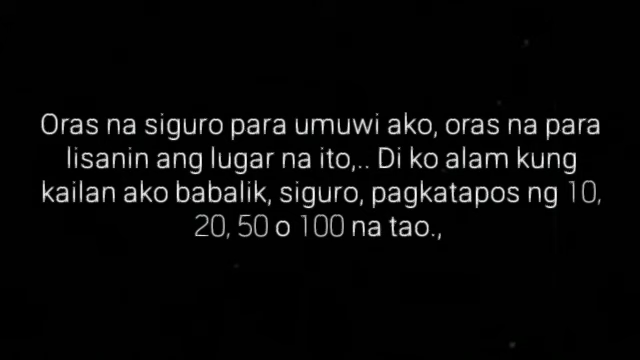 Oras na siguro para umuwi ako, oras na para
lisanin ang lugar na ito,.. Di ko alam kung
kailan ako babalik, siguro, pagkatapos ng 10,
20, 50 o 100 na tao.,